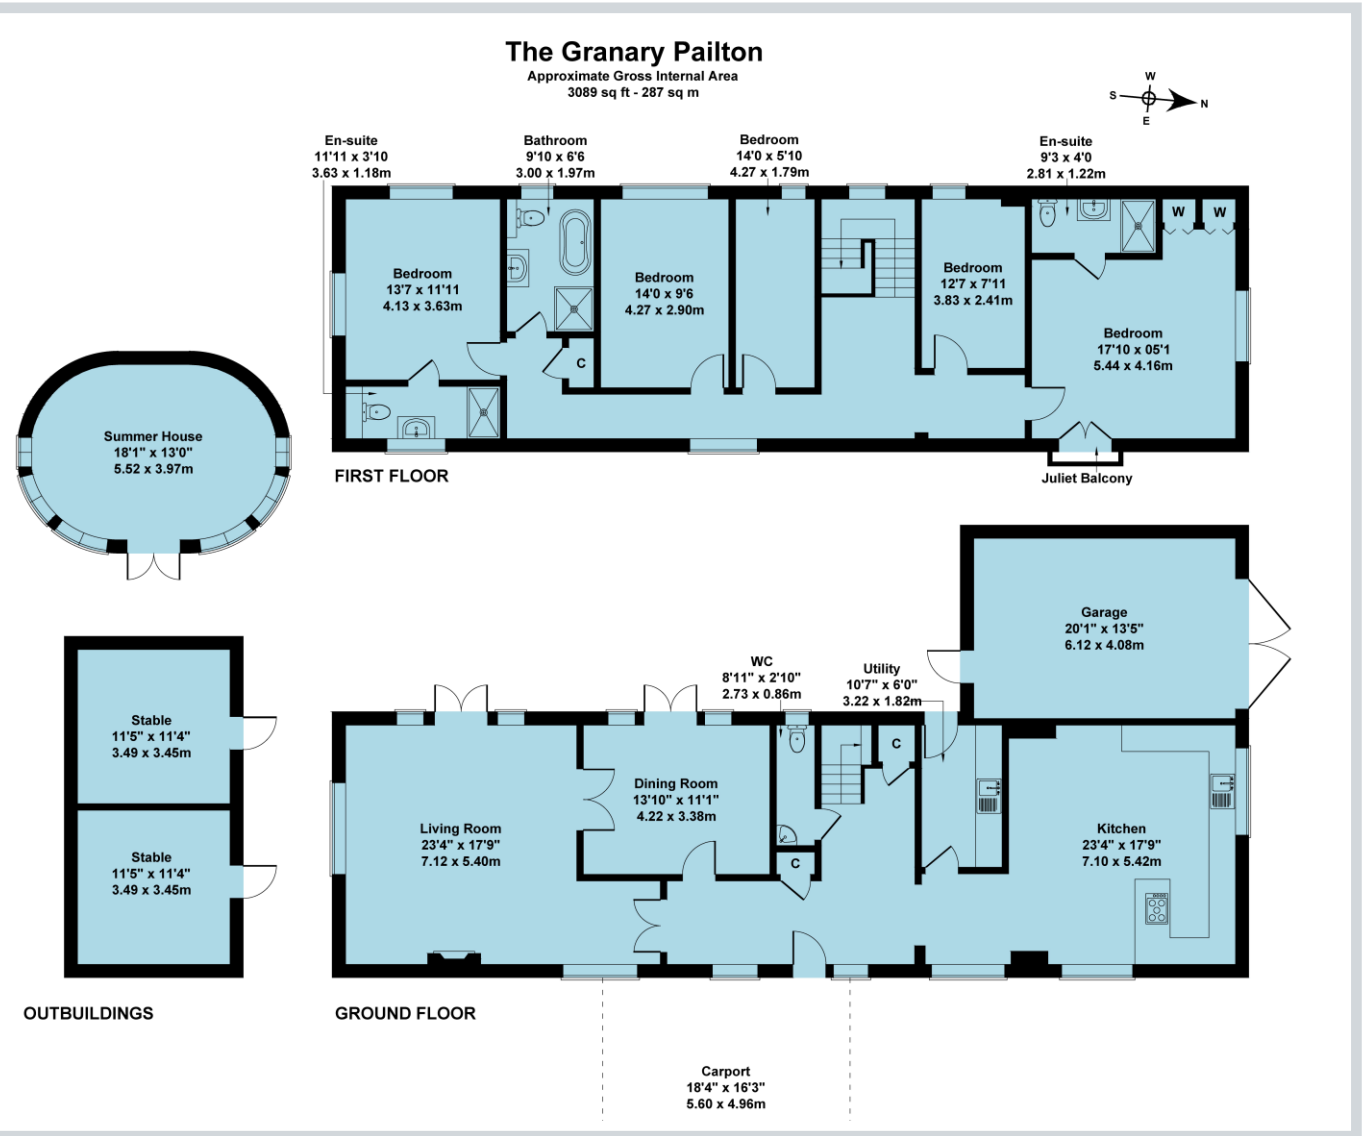 The Granary Pailton
Approximate Gross Internal Area
3089 sq ft - 287 sq m
W
S
N
E
En-suite
11'11 x 3'10
3.63 x 1.18m
Bathroom
9'10 x 6'6
3.00 x 1.97m
Bedroom
14'0 x 5'10
4.27 x 1.79m
En-suite
9'3 x 4'0
2.81 x 1.22m
W
W
Bedroom
13'7 x 11'11
4.13 x 3.63m
Bedroom
14'0 x 9'6
4.27 x 2.90m
Bedroom
12'7 x 7'11
3.83 x 2.41m
Bedroom
17'10 x 05'1
5.44 x 4.16m
C
Juliet Balcony
FIRST FLOOR
Summer House
18'1" x 13'0"
5.52 x 3.97m
Garage
20'1" x 13'5"
6.12 x 4.08m
WC
8'11" x 2'10"
2.73 x 0.86m
Utility
10'7" x 6'0"
3.22 x 1.82m
Stable
11'5" x 11'4"
3.49 x 3.45m
Stable
11'5" x 11'4"
3.49 x 3.45m
C
Dining Room
13'10" x 11'1"
4.22 x 3.38m
Living Room
23'4" x 17'9"
7.12 x 5.40m
C
Kitchen
23'4" x 17'9"
7.10 x 5.42m
OUTBUILDINGS
GROUND FLOOR
Carport
18'4" x 16'3"
5.60 x 4.96m